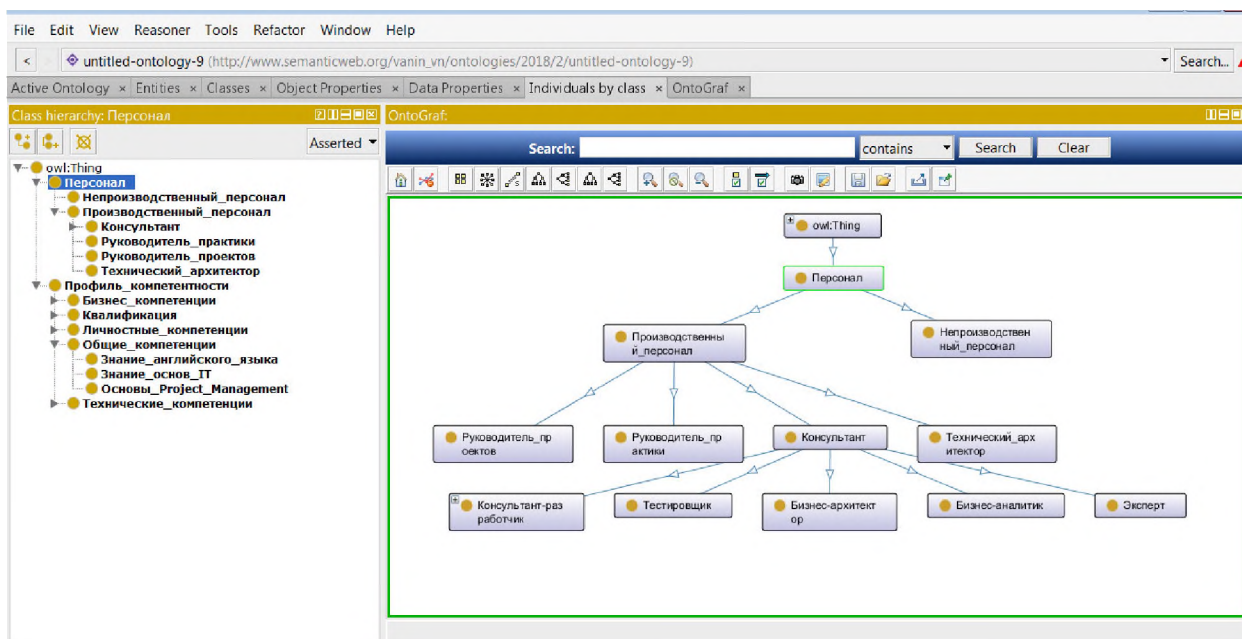 File Edit View Reasoner Tools Refactor Window Help
< untitled-ontology-9 (http://www.semanticweb.org/vanin_vn/ontologies/2018/2/untitled-ontology-9) Search...
Active Ontology × Entities × Classes × Object Properties × Data Properties × Individuals by class × OntoGraf ×
Class hierarchy: Персонал
Asserted
owl:Thing
Персонал
Непроизводственный_персонал
Производственный_персонал
Консультант
Руководитель_практики
Руководитель_проектов
Технический_архитектор
Профиль_компетентности
Бизнес_компетенции
Квалификация
Личностные_компетенции
Общие_компетенции
Знание_английского_языка
Знание_основ_IT
Основы_Project_Management
Технические_компетенции
OntoGraf:
Search: contains Search Clear
owl:Thing
Персонал
Производственны
й_персонал
Непроизводствен
ный_персонал
Руководитель_пр
оектов
Руководитель_пр
актики
Консультант
Технический_арх
итектор
Консультант-раз
работчик
Тестировщик
Бизнес-архитект
ор
Бизнес-аналитик
Эксперт